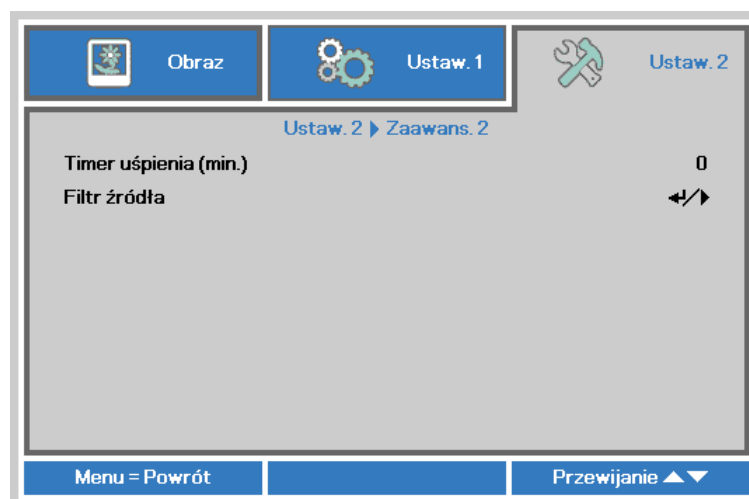 Obraz
Ustaw. 1
Ustaw. 2
Ustaw. 2 ▶ Zaawans. 2
Timer uśpienia (min.) 0
Filtr źródła ↵/▶
Menu = Powrót
Przewijanie ▲▼